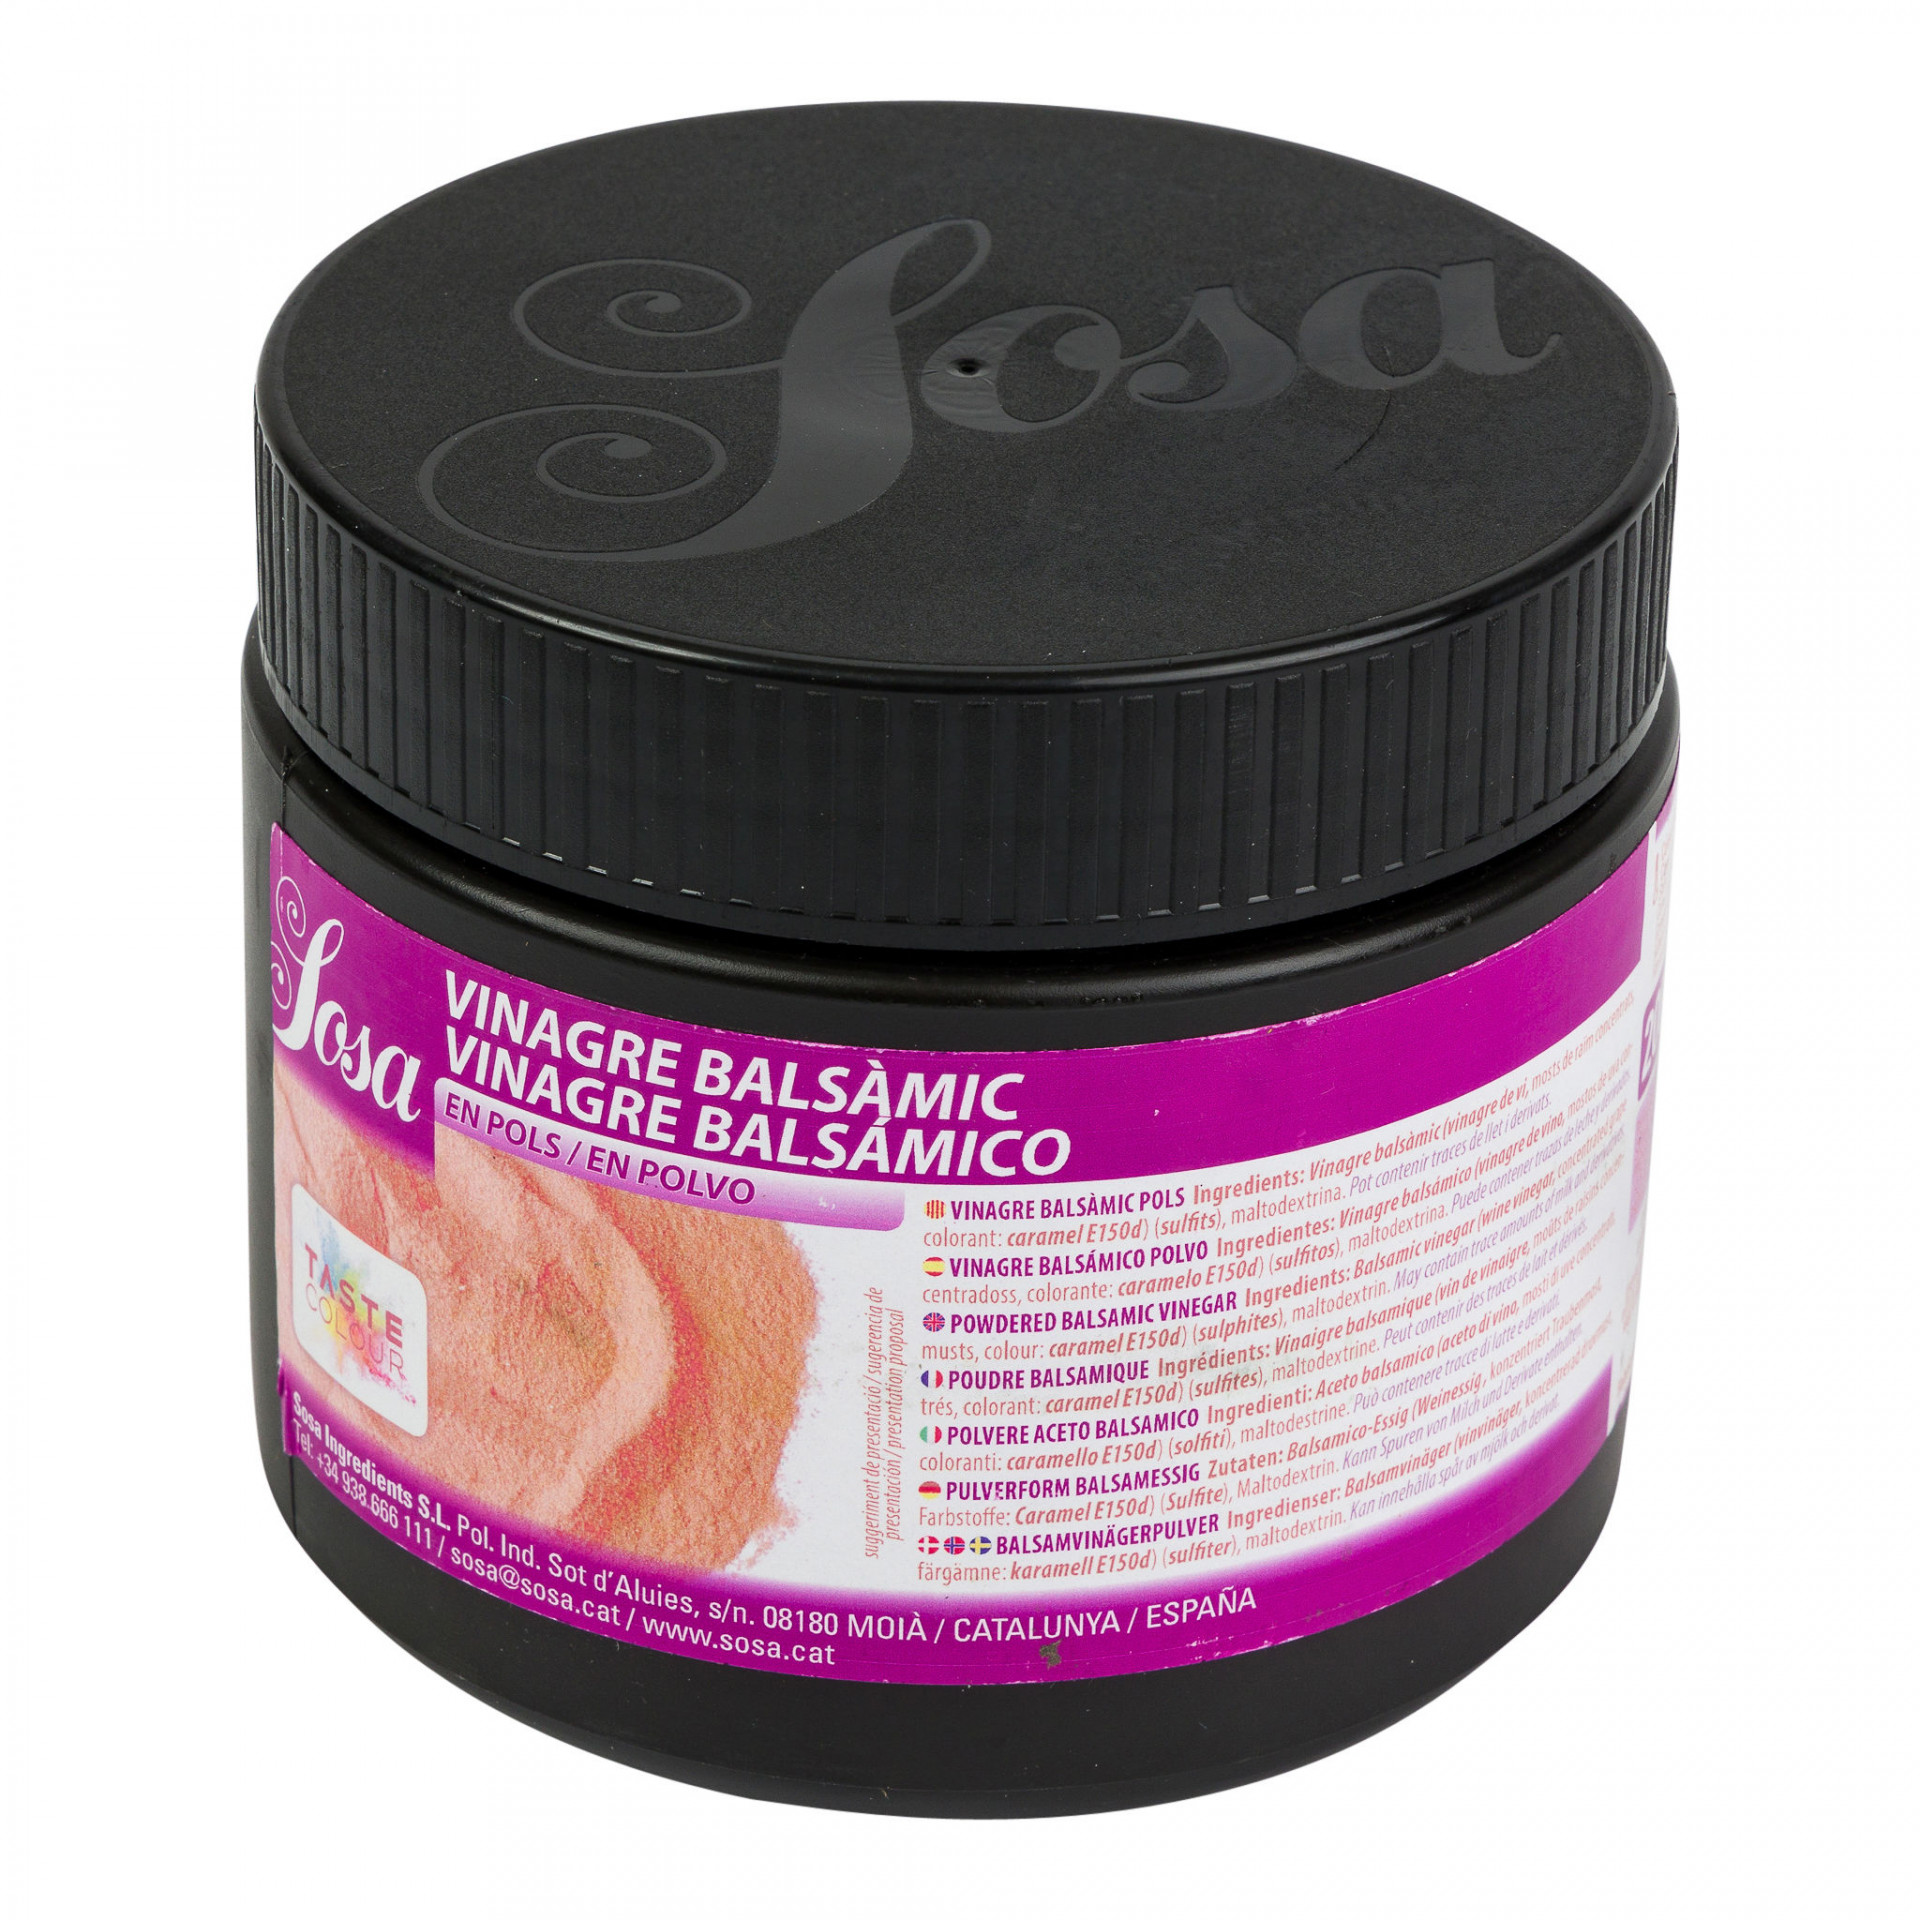 Sosa
Sosa
VINAGRE BALSÀMIC
VINAGRE BALSÁMICO
EN POLS / EN POLVO
TASTE
COLOUR
suggeriment de presentació / sugerencia de
presentación / presentation proposal
VINAGRE BALSÀMIC POLS Ingredients: Vinagre balsàmic (vinagre de vi, mosts de raïm concentrats,
colorant: caramel E150d) (sulfits), maltodextrina. Pot contenir traces de llet i derivats.
VINAGRE BALSÁMICO POLVO Ingredientes: Vinagre balsámico (vinagre de vino, mostos de uva con-
centradoss, colorante: caramelo E150d) (sulfitos), maltodextrina. Puede contener trazas de leche y derivados.
POWDERED BALSAMIC VINEGAR Ingredients: Balsamic vinegar (wine vinegar, concentrated grape
musts, colour: caramel E150d) (sulphites), maltodextrin. May contain trace amounts of milk and derivatives.
POUDRE BALSAMIQUE Ingrédients: Vinaigre balsamique (vin de vinaigre, moûts de raisins concen-
trés, colorant: caramel E150d) (sulfites), maltodextrine. Peut contenir des traces de lait et dérivés.
POLVERE ACETO BALSAMICO Ingredienti: Aceto balsamico (aceto di vino, mosti di uve concentrati,
coloranti: caramello E150d) (solfiti), maltodestrine. Può contenere tracce di latte e derivati.
PULVERFORM BALSAMESSIG Zutaten: Balsamico-Essig (Weinessig, konzentriert Traubenmost,
Farbstoffe: Caramel E150d) (Sulfite), Maltodextrin. Kann Spuren von Milch und Derivate enthalten.
BALSAMVINÄGERPULVER Ingredienser: Balsamvinäger (vinvinäger, koncentrerad druvmust,
färgämne: karamell E150d) (sulfiter), maltodextrin. Kan innehålla spår av mjölk och derivat.
Sosa Ingredients S.L. Pol. Ind. Sot d'Aluies, s/n. 08180 MOIÀ / CATALUNYA / ESPAÑA
Tel: +34 938 666 111 / sosa@sosa.cat / www.sosa.cat